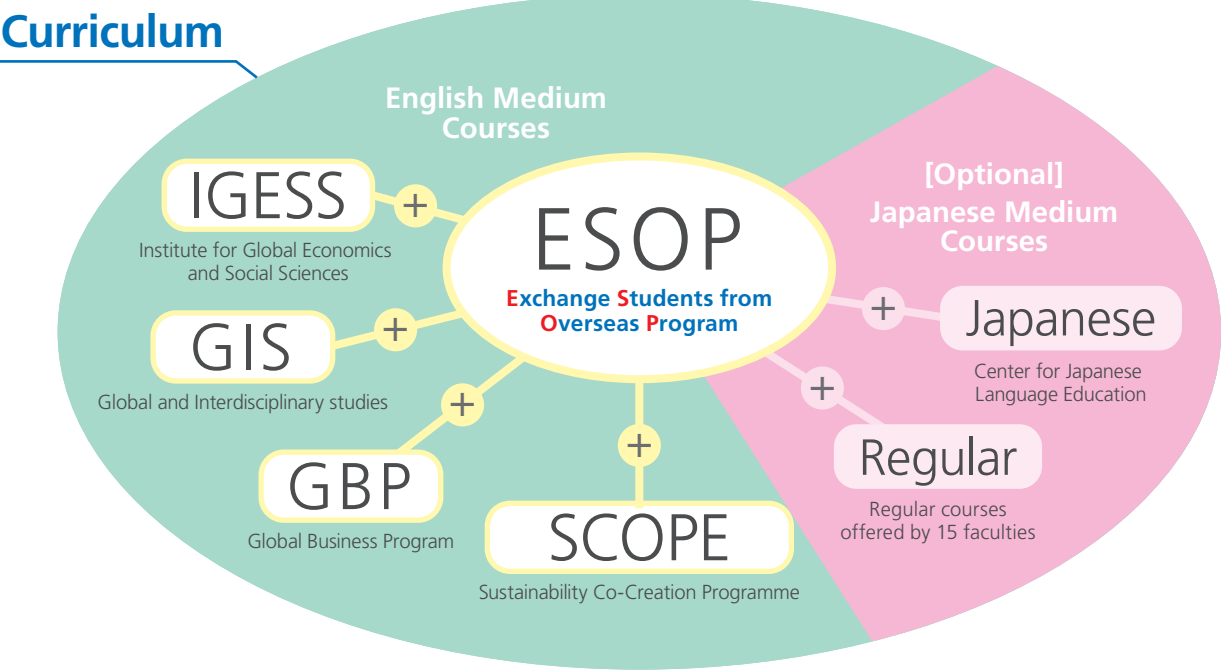 Curriculum
English Medium
Courses
IGESS
+
Institute for Global Economics
and Social Sciences
GIS
+
Global and Interdisciplinary studies
GBP
+
Global Business Program
SCOPE
+
Sustainability Co-Creation Programme
ESOP
Exchange Students from
Overseas Program
[Optional]
Japanese Medium
Courses
+
Japanese
Center for Japanese
Language Education
+
Regular
Regular courses
offered by 15 faculties